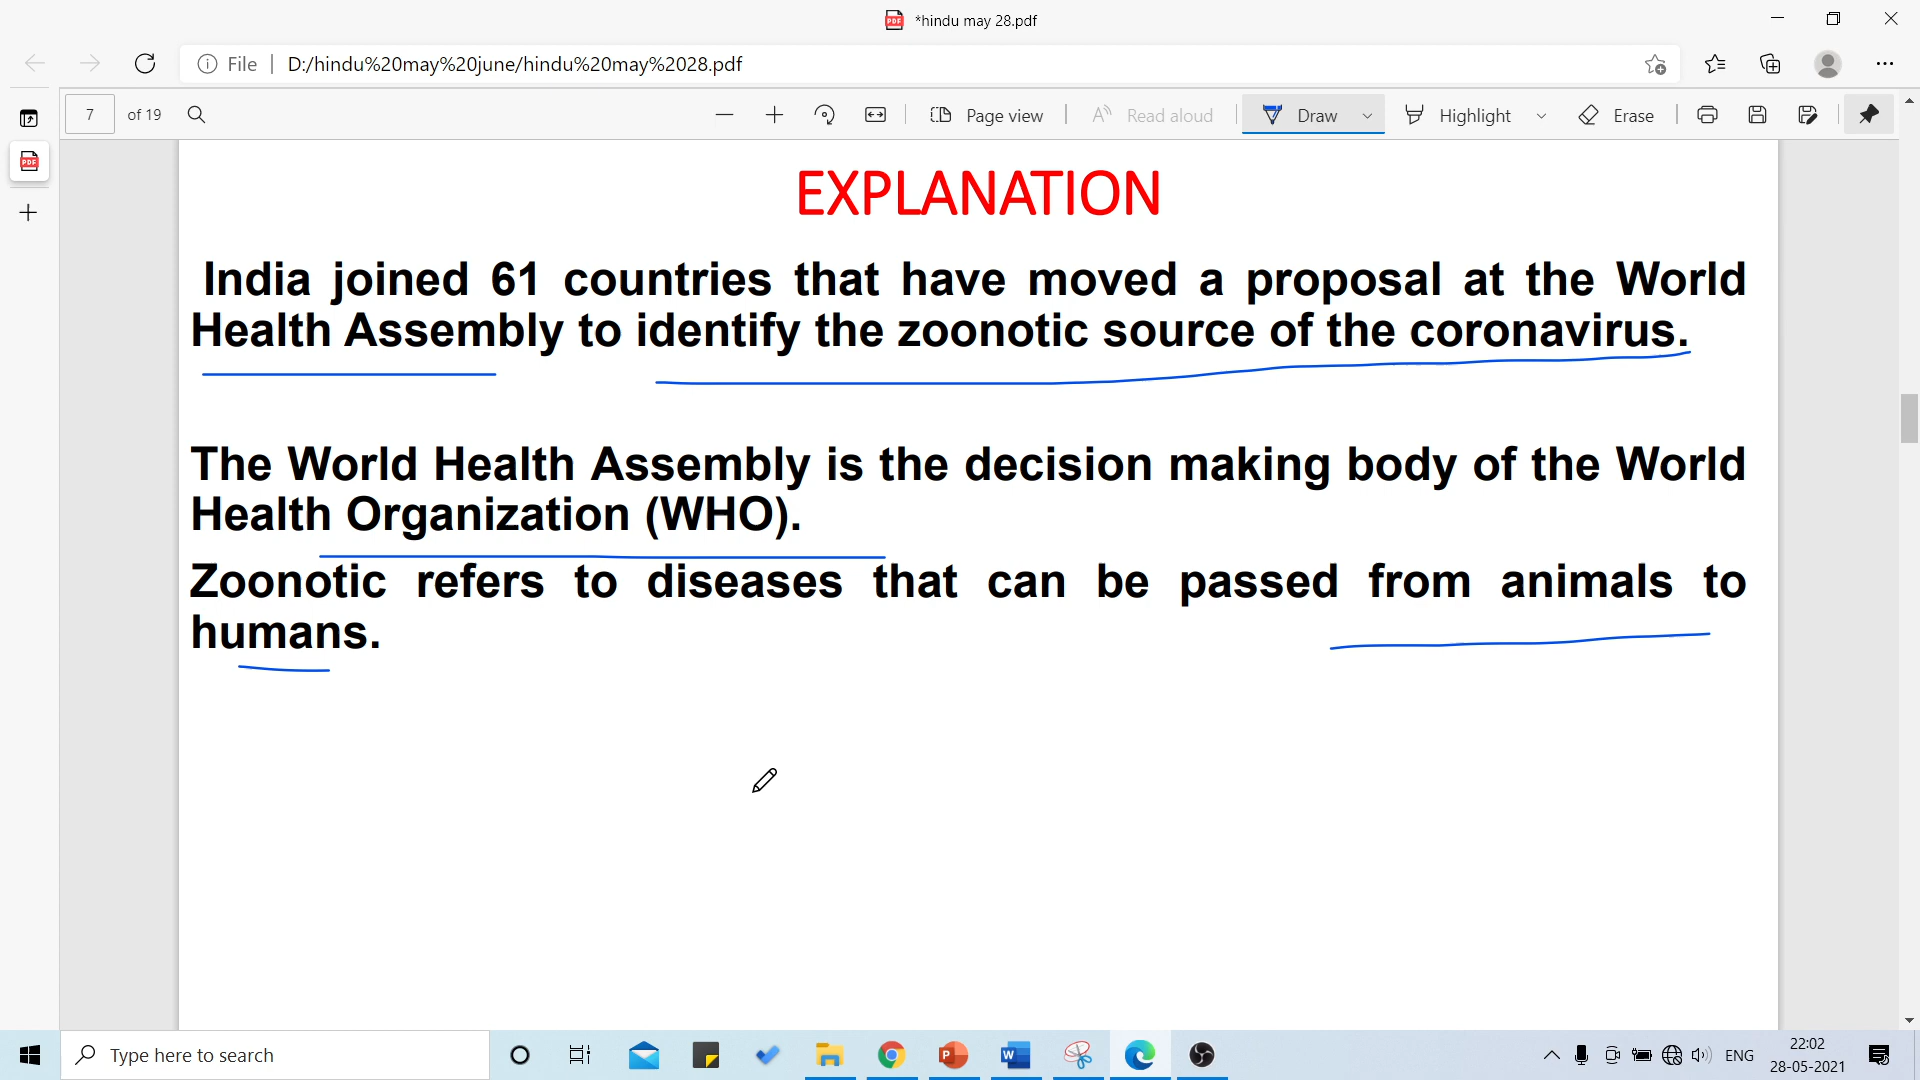 *hindu may 28.pdf
File
D:/hindu%20may%20june/hindu%20may%2028.pdf
7 of 19
Page view
Read aloud
Draw
Highlight
Erase
EXPLANATION
India joined 61 countries that have moved a proposal at the World
Health Assembly to identify the zoonotic source of the coronavirus.
The World Health Assembly is the decision making body of the World
Health Organization (WHO).
Zoonotic refers to diseases that can be passed from animals to
humans.
Type here to search
ENG
22:02
28-05-2021